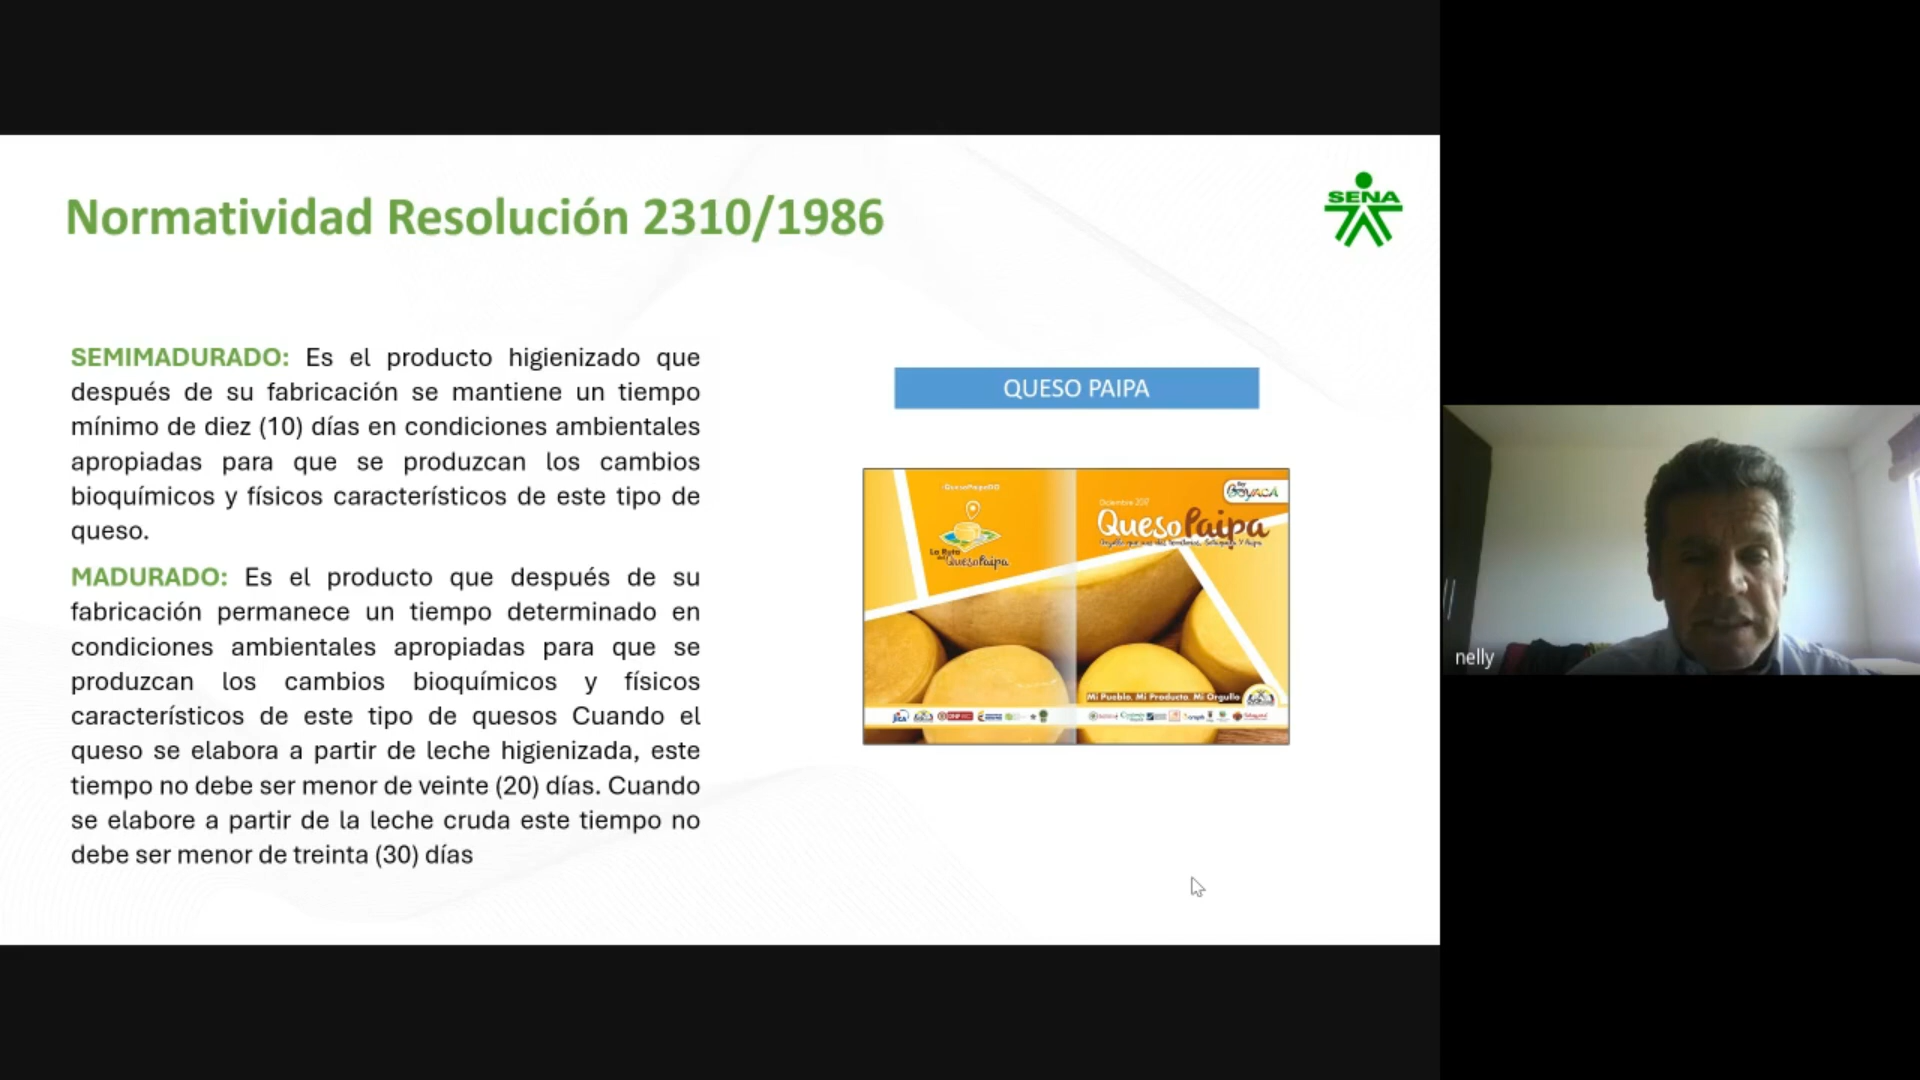 Normatividad Resolución 2310/1986
SENA
SEMIMADURADO: Es el producto higienizado que
después de su fabricación se mantiene un tiempo
mínimo de diez (10) días en condiciones ambientales
apropiadas para que se produzcan los cambios
bioquímicos y físicos característicos de este tipo de
queso.
MADURADO: Es el producto que después de su
fabricación permanece un tiempo determinado en
condiciones ambientales apropiadas para que se
produzcan los cambios bioquímicos y físicos
característicos de este tipo de quesos Cuando el
queso se elabora a partir de leche higienizada, este
tiempo no debe ser menor de veinte (20) días. Cuando
se elabore a partir de la leche cruda este tiempo no
debe ser menor de treinta (30) días
QUESO PAIPA
La Ruta
del QuesoPaipa
Boyacá
Diciembre 2017
Queso Paipa
Mi Pueblo, Mi Producto, Mi Orgullo
nelly